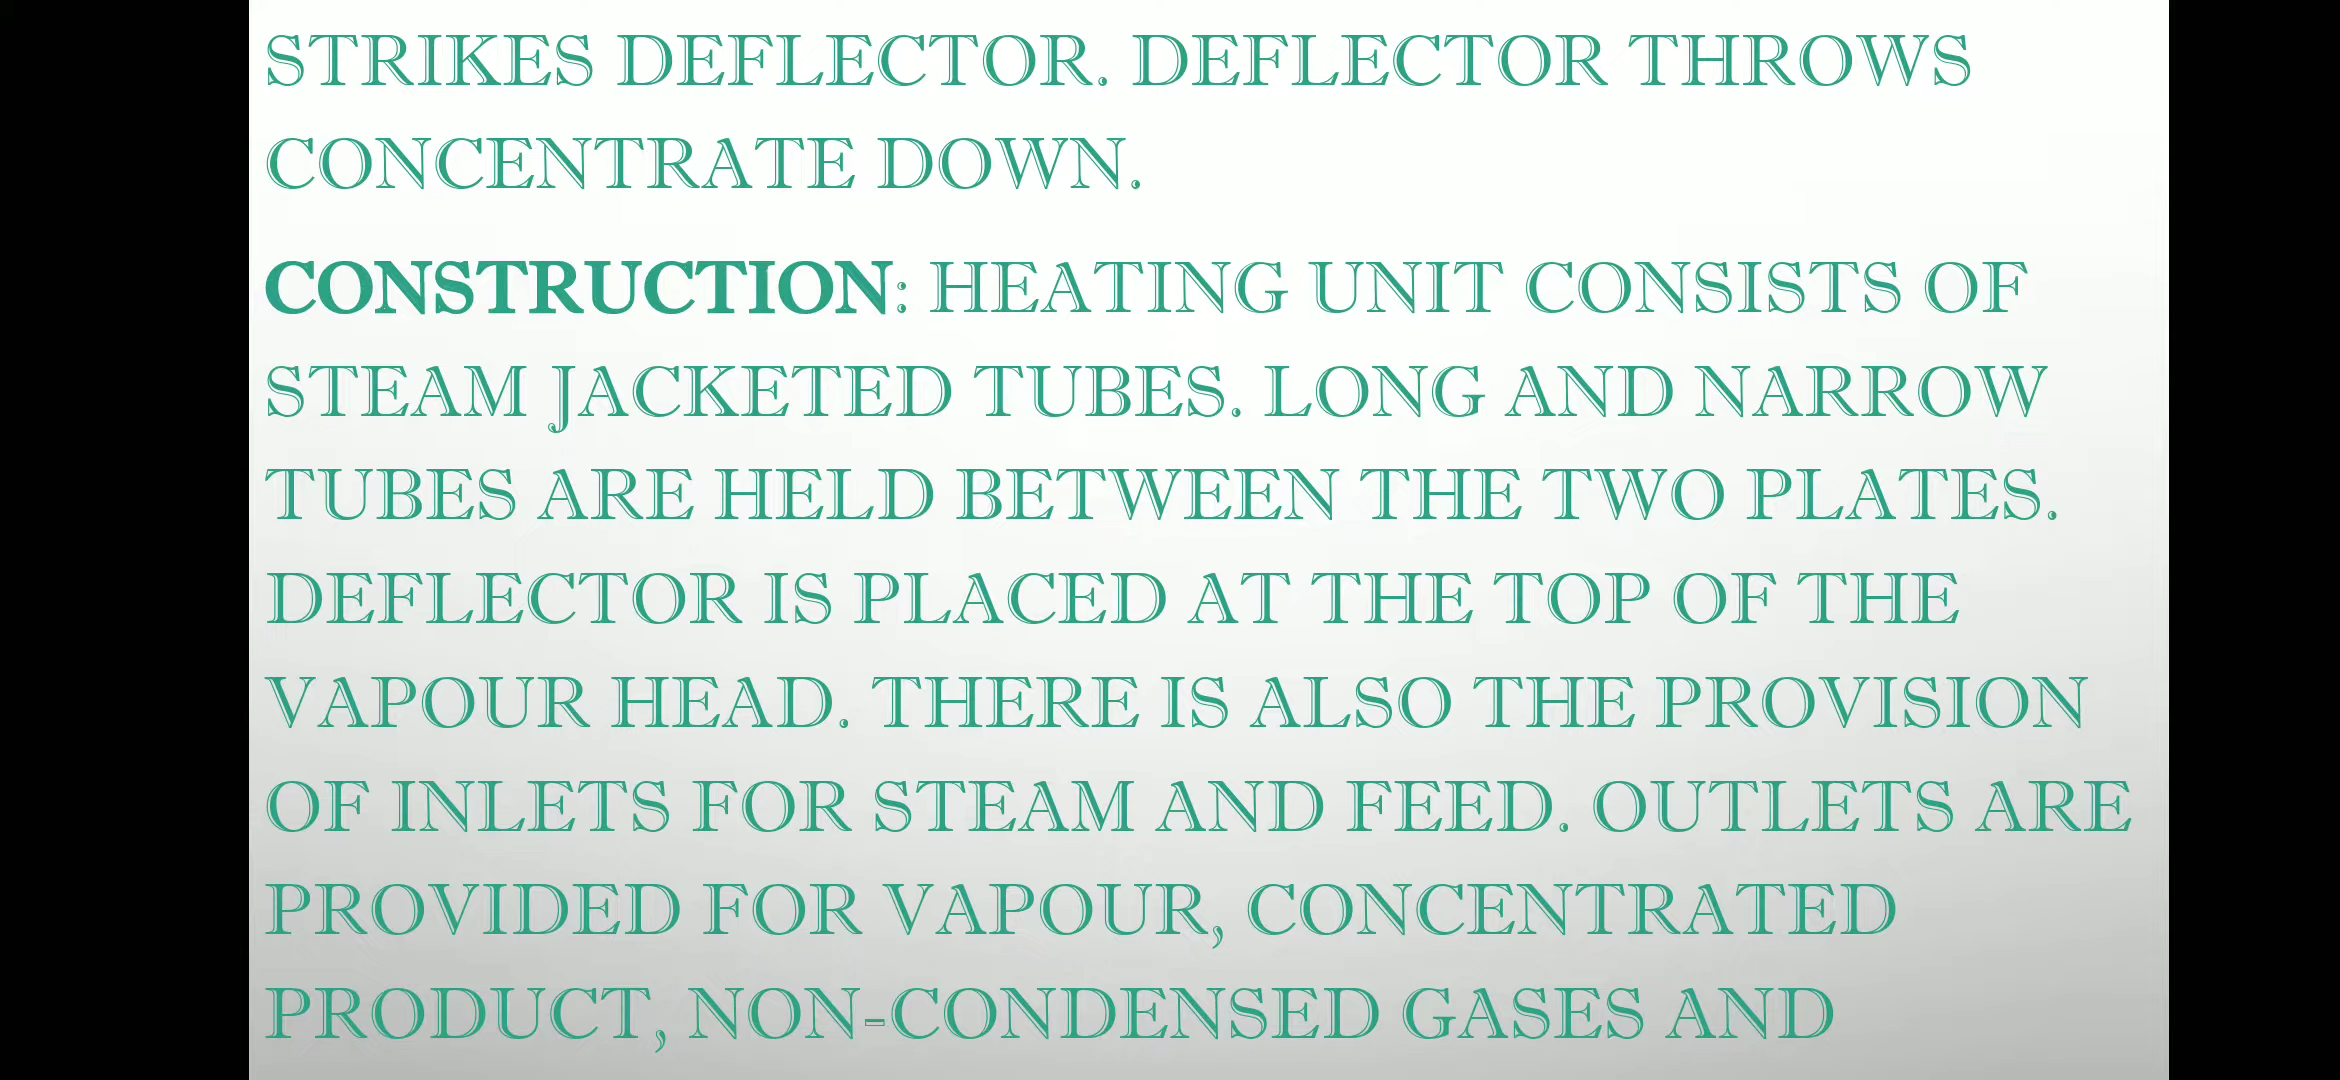 STRIKES DEFLECTOR. DEFLECTOR THROWS
CONCENTRATE DOWN.
CONSTRUCTION: HEATING UNIT CONSISTS OF
STEAM JACKETED TUBES. LONG AND NARROW
TUBES ARE HELD BETWEEN THE TWO PLATES.
DEFLECTOR IS PLACED AT THE TOP OF THE
VAPOUR HEAD. THERE IS ALSO THE PROVISION
OF INLETS FOR STEAM AND FEED. OUTLETS ARE
PROVIDED FOR VAPOUR, CONCENTRATED
PRODUCT, NON-CONDENSED GASES AND